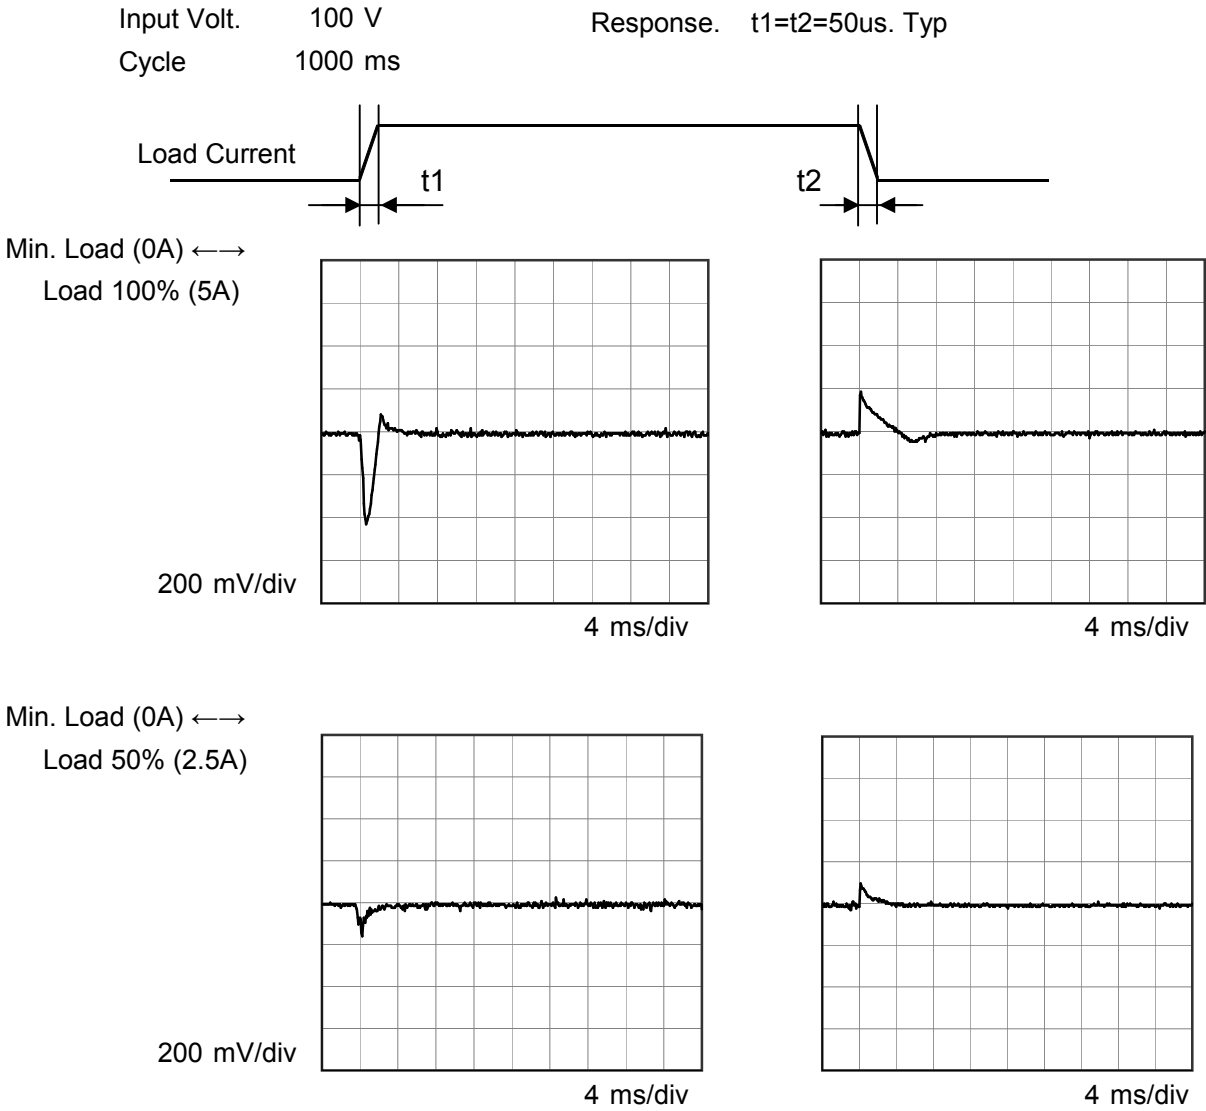 Input Volt. 100 V Response. t1=t2=50us. Typ
Cycle 1000 ms
Load Current
t1 t2
Min. Load (0A) ←→
Load 100% (5A)
200 mV/div
4 ms/div 4 ms/div
Min. Load (0A) ←→
Load 50% (2.5A)
200 mV/div
4 ms/div 4 ms/div